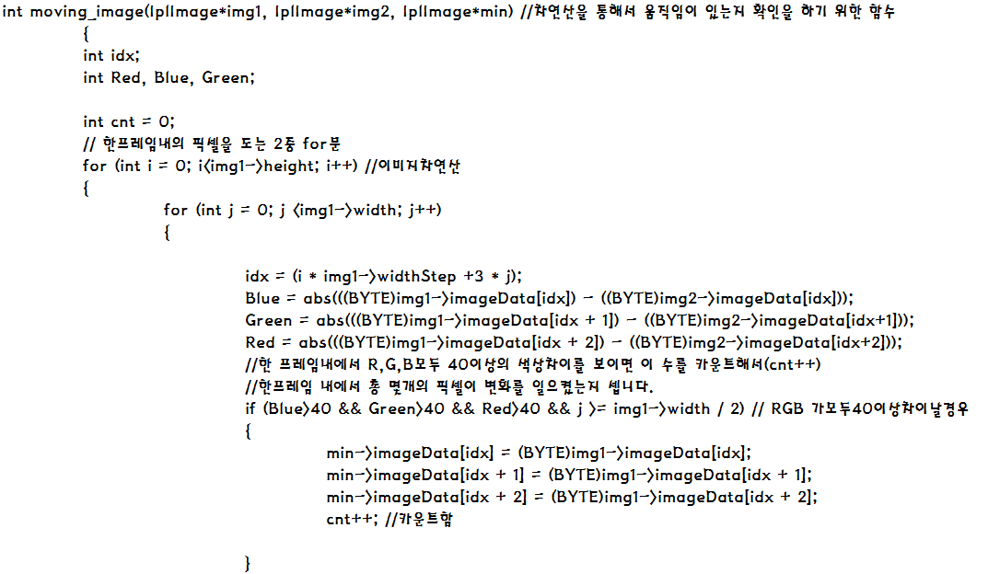 int moving_image(IplImage*img1, IplImage*img2, IplImage*min) //차연산을 통해서 움직임이 있는지 확인을 하기 위한 함수
{
int idx;
int Red, Blue, Green;
int cnt = 0;
// 한프레임내의 픽셀을 도는 2중 for문
for (int i = 0; i<img1->height; i++) //이미지차연산
{
for (int j = 0; j <img1->width; j++)
{
idx = (i * img1->widthStep +3 * j);
Blue = abs(((BYTE)img1->imageData[idx]) - ((BYTE)img2->imageData[idx]));
Green = abs(((BYTE)img1->imageData[idx + 1]) - ((BYTE)img2->imageData[idx+1]));
Red = abs(((BYTE)img1->imageData[idx + 2]) - ((BYTE)img2->imageData[idx+2]));
//한 프레임내에서 R,G,B모두 40이상의 색상차이를 보이면 이 수를 카운트해서(cnt++)
//한프레임 내에서 총 몇개의 픽셀이 변화를 일으켰는지 셉니다.
if (Blue>40 && Green>40 && Red>40 && j >= img1->width / 2) // RGB 가모두40이상차이날경우
{
min->imageData[idx] = (BYTE)img1->imageData[idx];
min->imageData[idx + 1] = (BYTE)img1->imageData[idx + 1];
min->imageData[idx + 2] = (BYTE)img1->imageData[idx + 2];
cnt++; //카운트함
}